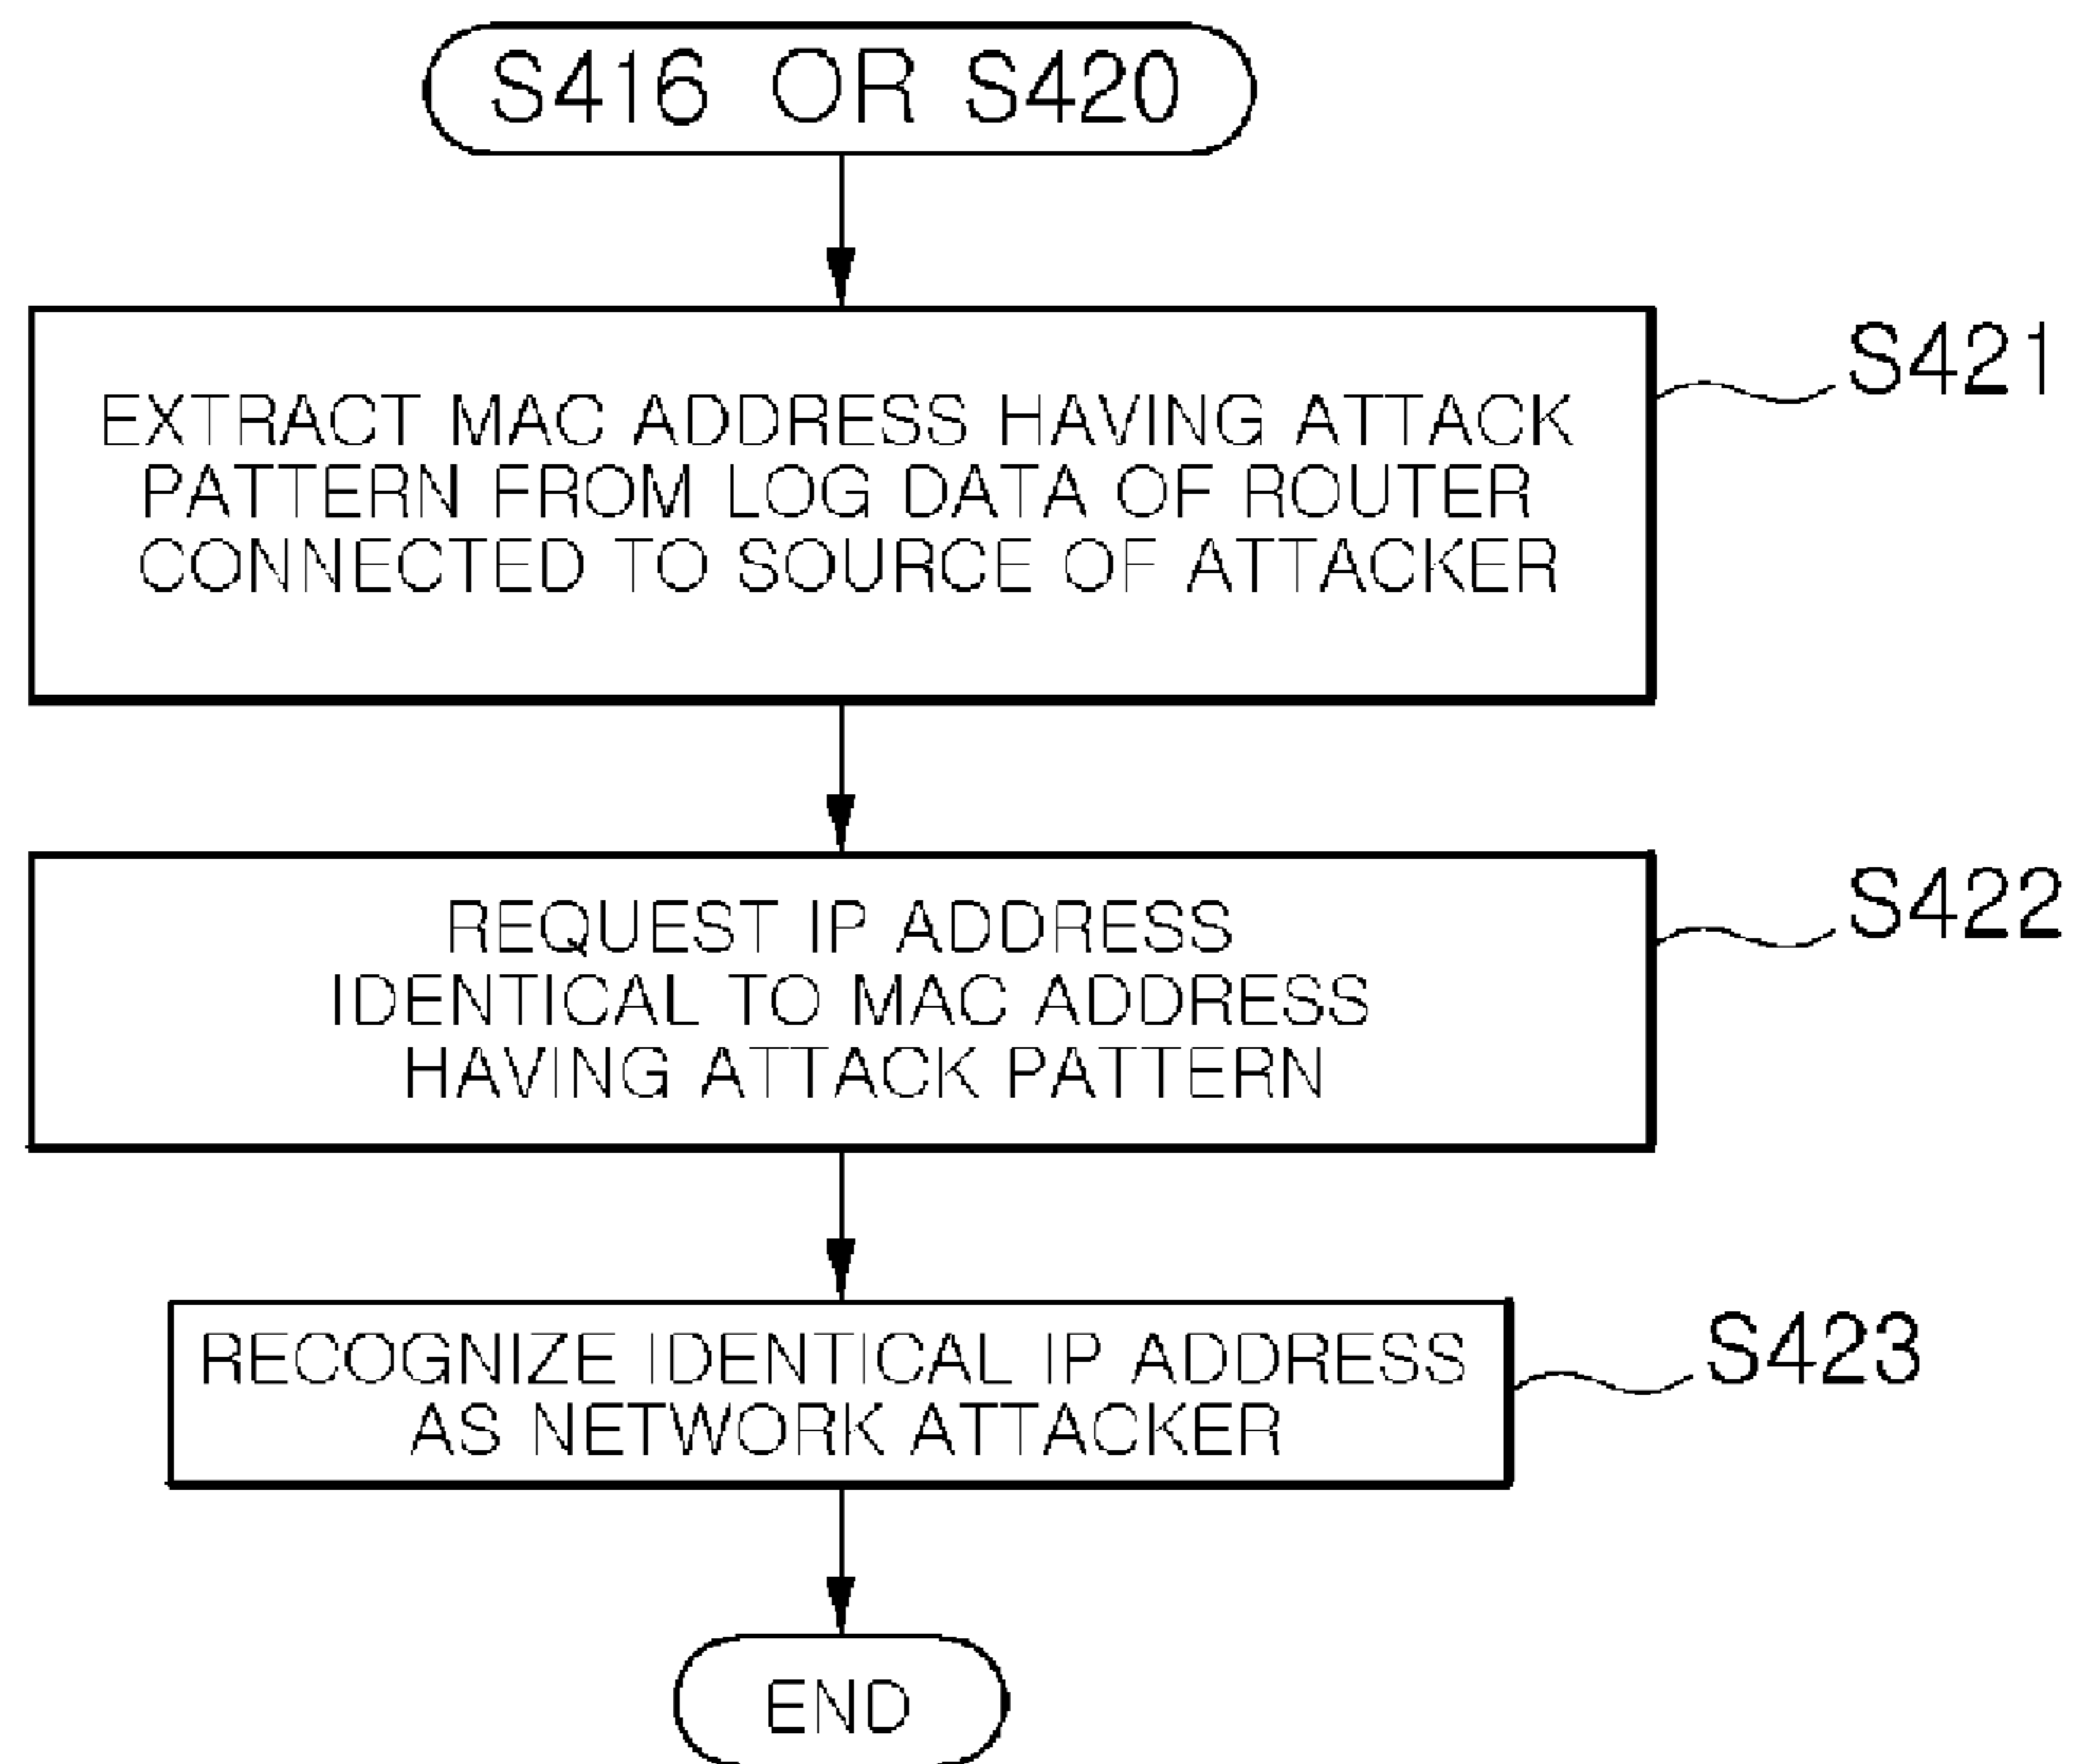 S416 OR S420
EXTRACT MAC ADDRESS HAVING ATTACK
PATTERN FROM LOG DATA OF ROUTER
CONNECTED TO SOURCE OF ATTACKER
S421
REQUEST IP ADDRESS
IDENTICAL TO MAC ADDRESS
HAVING ATTACK PATTERN
S422
RECOGNIZE IDENTICAL IP ADDRESS
AS NETWORK ATTACKER
S423
END